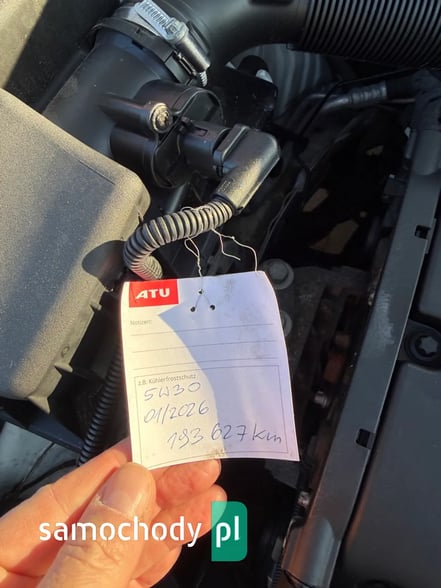 ATU
Notizen:
z.B. Kühlerfrostschutz
5W30
01/2026
193 627 km
samochody pl